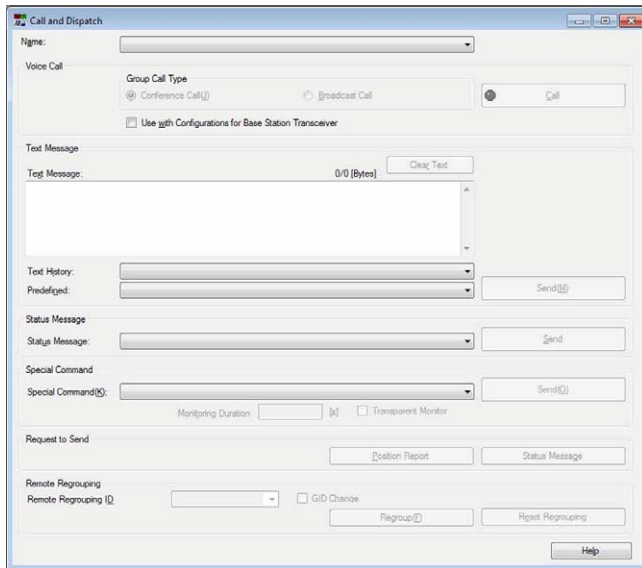 Call and Dispatch
Name:
Voice Call
Group Call Type
Conference Call(J)
Broadcast Call
Call
Use with Configurations for Base Station Transceiver
Text Message
Text Message:
0/0 [Bytes]
Clear Text
Text History:
Predefined:
Send(M)
Status Message
Status Message:
Send
Special Command
Special Command(K):
Send(O)
Monitoring Duration
[s]
Transparent Monitor
Request to Send
Position Report
Status Message
Remote Regrouping
Remote Regrouping ID
GID Change
Regroup(F)
Reset Regrouping
Help